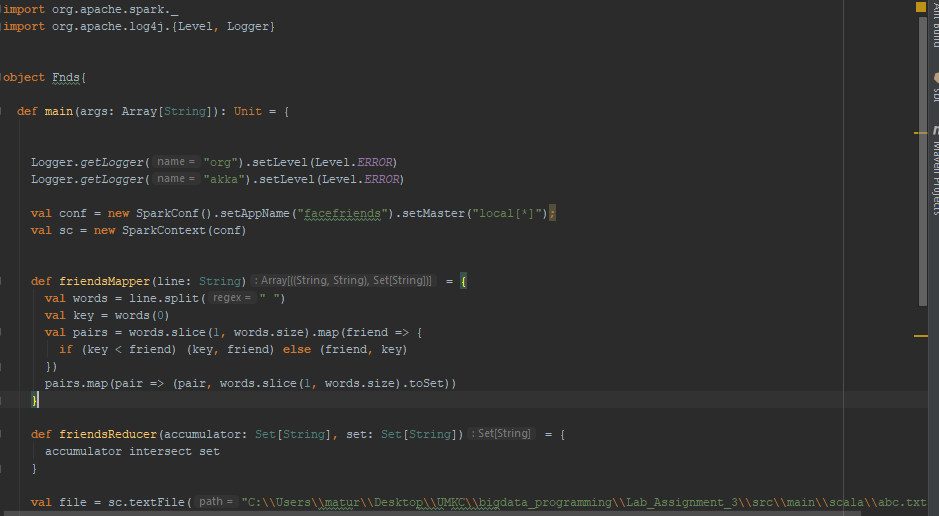 import org.apache.spark._
import org.apache.log4j.{Level, Logger}
object Fnds{
def main(args: Array[String]): Unit = {
Logger.getLogger( name = "org").setLevel(Level.ERROR)
Logger.getLogger( name = "akka").setLevel(Level.ERROR)
val conf = new SparkConf().setAppName("facefriends").setMaster("local[*]");
val sc = new SparkContext(conf)
def friendsMapper(line: String) : Array[((String, String), Set[String])] = {
val words = line.split( regex = " ")
val key = words(0)
val pairs = words.slice(1, words.size).map(friend => {
if (key < friend) (key, friend) else (friend, key)
})
pairs.map(pair => (pair, words.slice(1, words.size).toSet))
}
def friendsReducer(accumulator: Set[String], set: Set[String]) : Set[String] = {
accumulator intersect set
}
val file = sc.textFile( path = "C:\\Users\\matur\\Desktop\\UMKC\\bigdata_programming\\Lab_Assignment_3\\src\\main\\scala\\abc.txt
Ant Build
sbt
Maven Projects